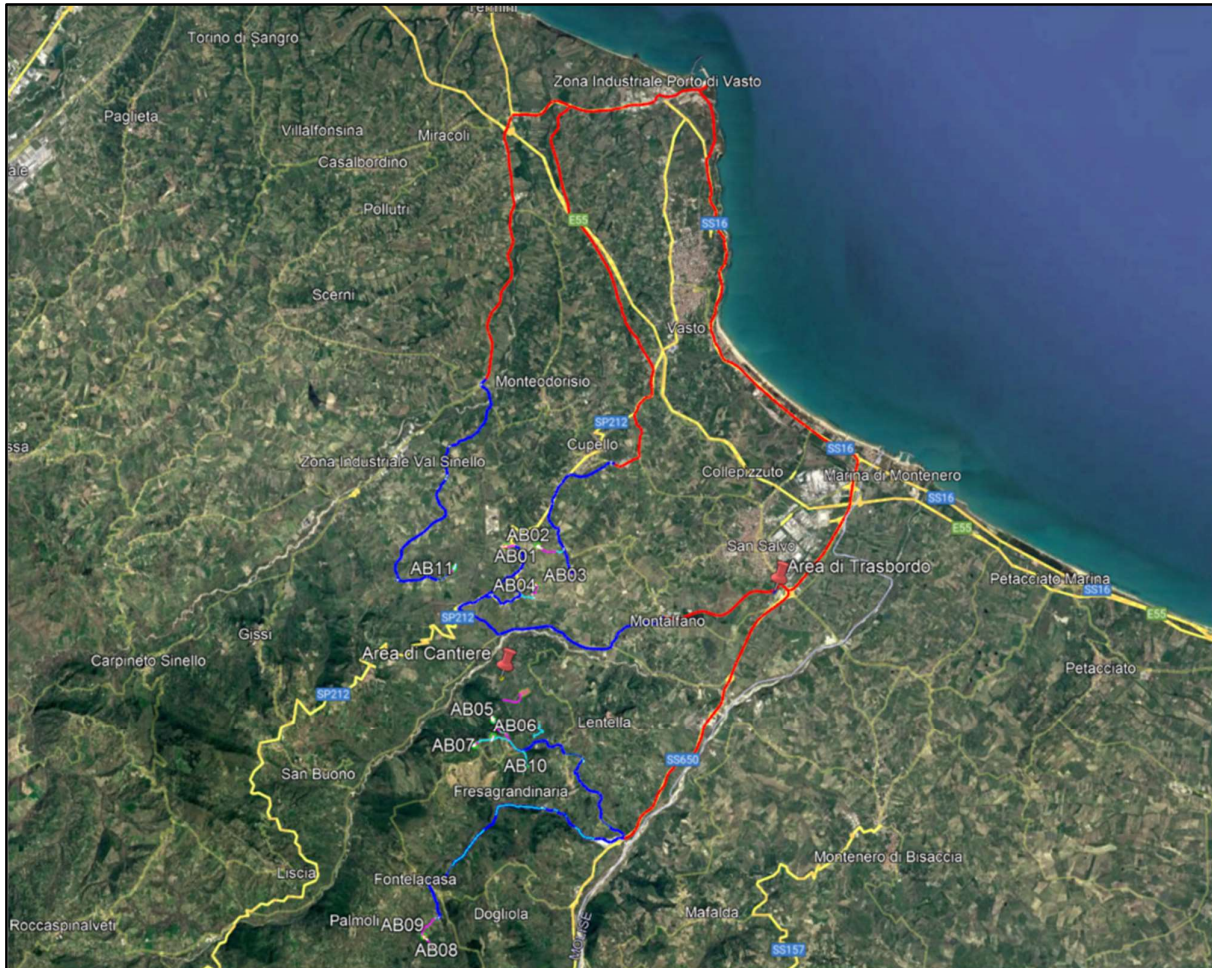 Torino di Sangro
Zona Industriale Porto di Vasto
Paglieta
Villalfonsina
Miracoli
Casalbordino
Pollutri
E55
SS16
Scerni
Vasto
Monteodorisio
SP212
Cupello
SS16
Zona Industriale Val Sinello
Collepizzuto
Marina di Montenero
SS16
E55
AB02
AB01
San Salvo
AB11
AB03
Area di Trasbordo
AB04
Petacciato Marina
SS16
E55
SP212
Montalfano
Gissi
Area di Cantiere
Carpineto Sinello
Petacciato
SP212
AB05
AB06
Lentella
AB07
AB10
SS650
San Buono
Fresagrandinaria
Montenero di Bisaccia
Liscia
Fontelacasa
Palmoli
Dogliola
Mafalda
Roccaspinalveti
AB09
MOLISE
AB08
SS157